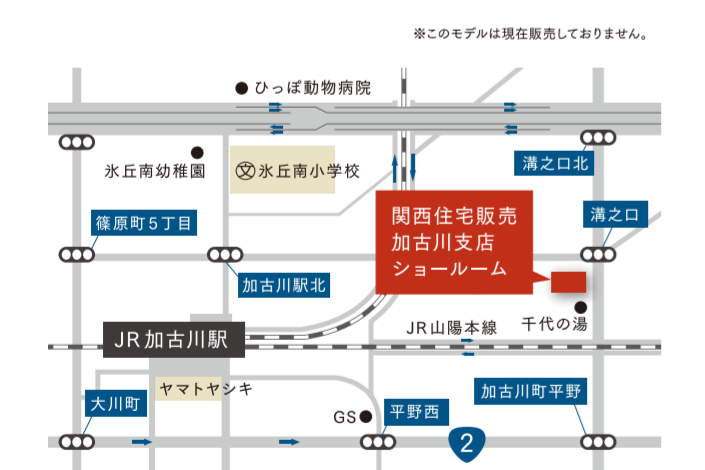 ※このモデルは現在販売しておりません。
ひっぽ動物病院
氷丘南幼稚園
文 氷丘南小学校
溝之口北
関西住宅販売
加古川支店
ショールーム
溝之口
篠原町5丁目
加古川駅北
千代の湯
JR加古川駅
JR山陽本線
ヤマトヤシキ
大川町
GS
平野西
加古川町平野
2